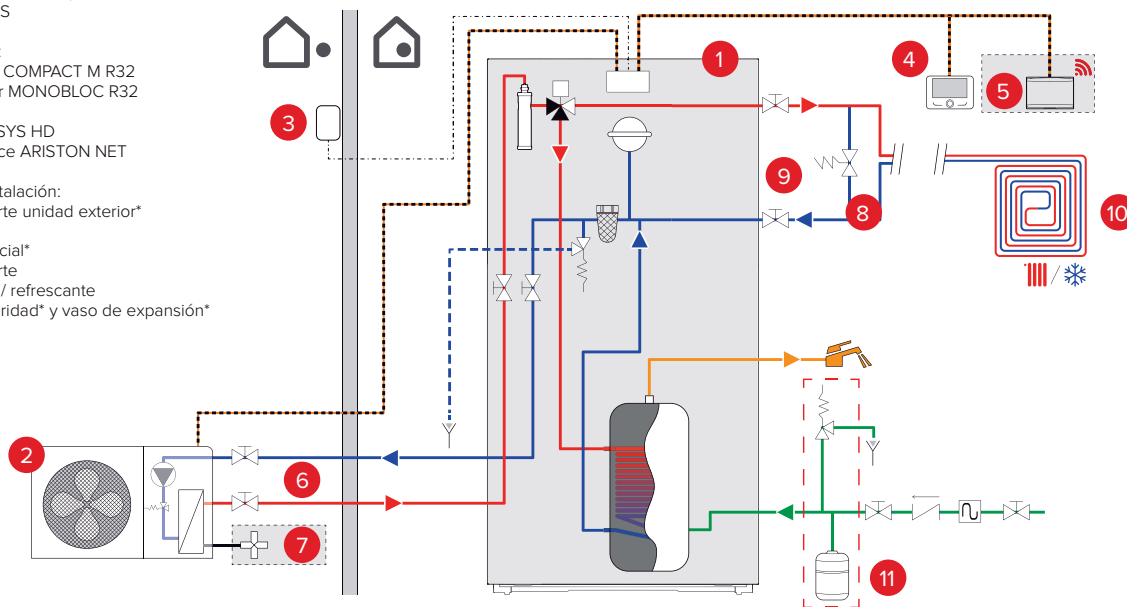 S
:
COMPACT M R32
r MONOBLOC R32
SYS HD
ce ARISTON NET
talación:
rte unidad exterior*
cial*
rte
/ refrescante
ridad* y vaso de expansión*
1
4
5
3
9
8
10
2
6
7
11
/